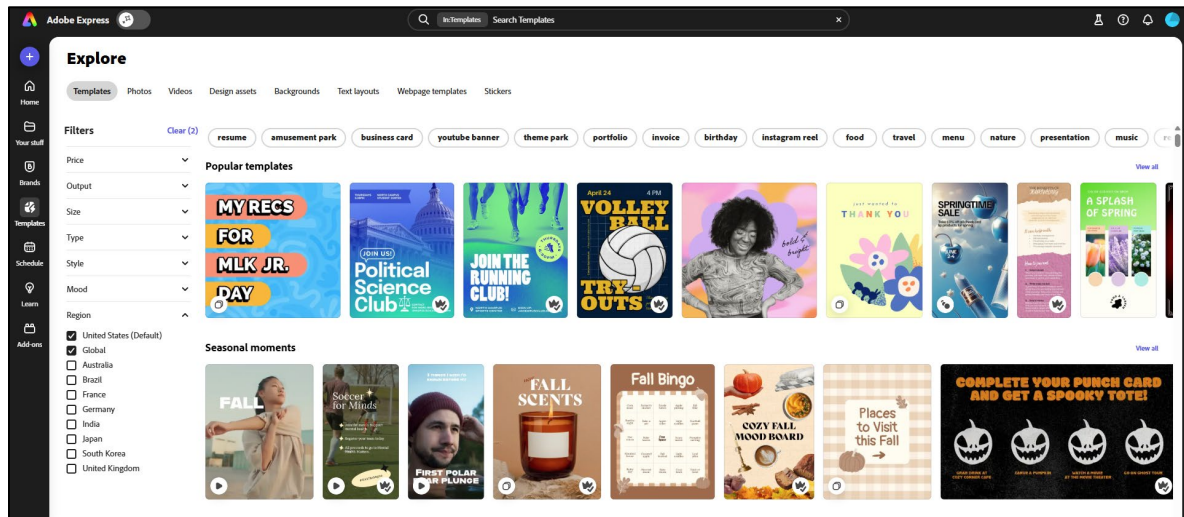 Adobe Express
In:Templates Search Templates
Home
Your stuff
Brands
Templates
Schedule
Learn
Add-ons
Explore
Templates Photos Videos Design assets Backgrounds Text layouts Webpage templates Stickers
Filters Clear (2)
Price
Output
Size
Type
Style
Mood
Region
United States (Default)
Global
Australia
Brazil
France
Germany
India
Japan
South Korea
United Kingdom
resume amusement park business card youtube banner theme park portfolio invoice birthday instagram reel food travel menu nature presentation music
Popular templates View all
MY RECS
FOR
MLK JR.
DAY
JOIN US!
Political
Science
Club
JOIN THE
RUNNING
CLUB!
April 24 4 PM
VOLLEY
BALL
TRY-
OUTS
bold &
bright
just wanted to
THANK YOU
SPRINGTIME
SALE
A SPLASH
OF SPRING
Seasonal moments View all
FALL
Soccer
for Minds
FIRST POLAR
BEAR PLUNGE
FALL
SCENTS
Fall Bingo
COZY FALL
MOOD BOARD
Places
to Visit
this Fall
COMPLETE YOUR PUNCH CARD
AND GET A SPOOKY TOTE!